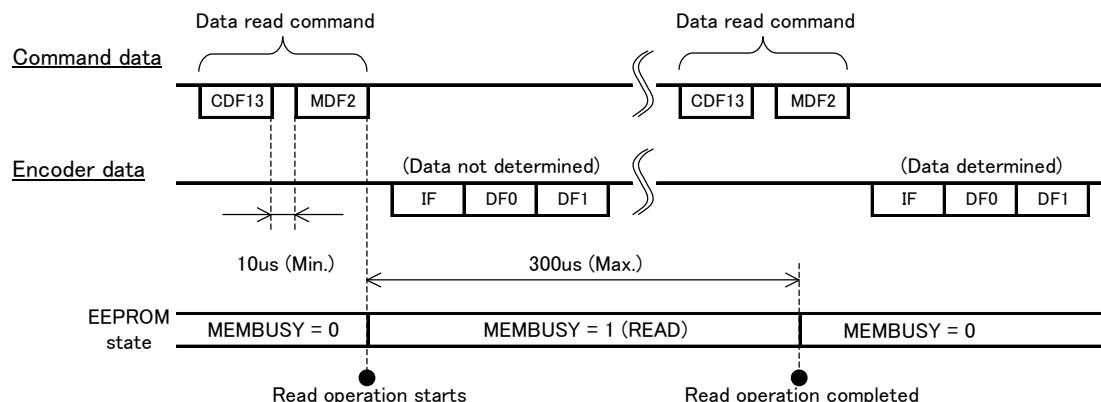 Data read command
Data read command
Command data
CDF13
MDF2
CDF13
MDF2
(Data not determined)
(Data determined)
Encoder data
IF
DF0
DF1
IF
DF0
DF1
10us (Min.)
300us (Max.)
EEPROM
state
MEMBUSY = 0
MEMBUSY = 1 (READ)
MEMBUSY = 0
Read operation starts
Read operation completed